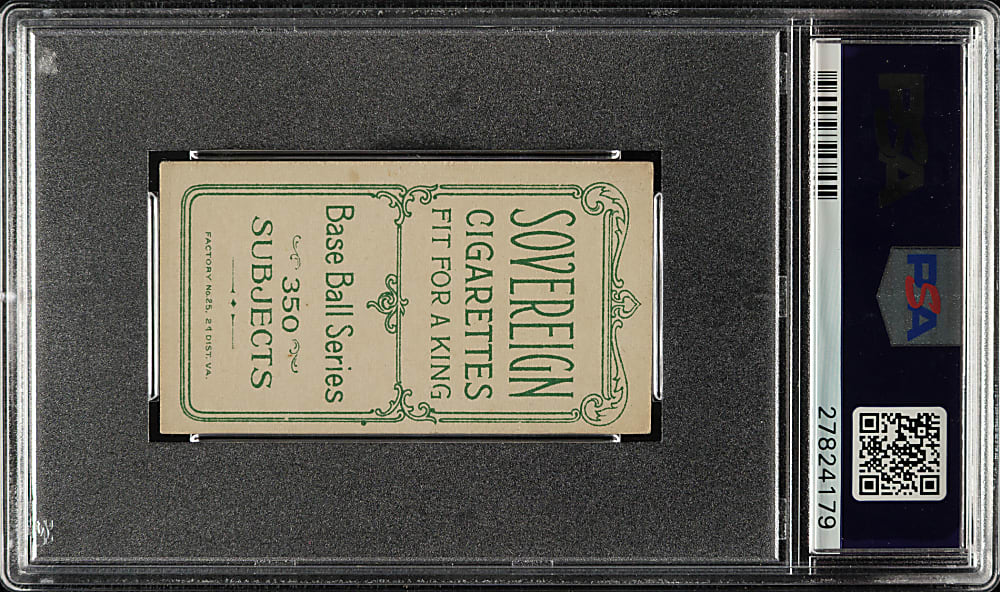 SOVEREIGN
CIGARETTES
FIT FOR A KING
Base Ball Series
350
SUBJECTS
FACTORY No. 25, 2ND DIST. VA.
PSA
PSA
27824179